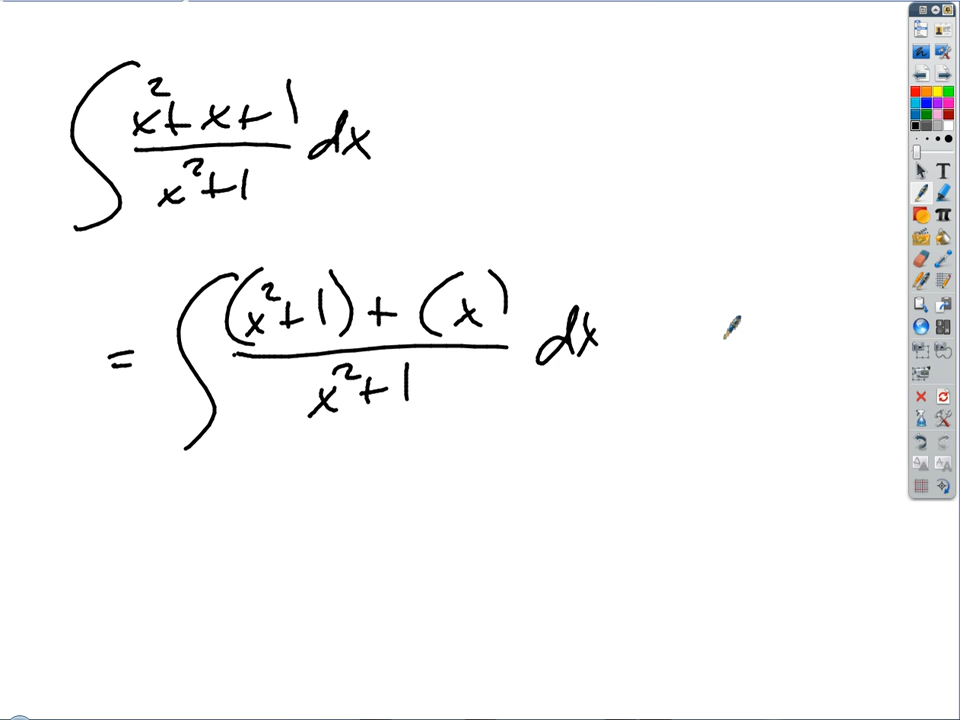 ∫ (x² + x + 1)/(x² + 1) dx
= ∫ ((x² + 1) + (x))/(x² + 1) dx